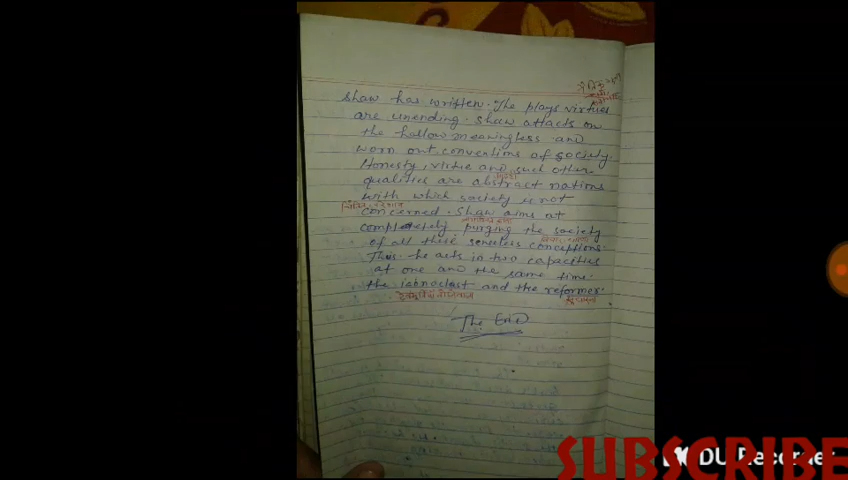 Shaw has written. The plays virtues
are unending. Shaw attacks on
the hallow meaningless and
worn out conventions of society.
Honesty, virtue and such other
qualities are abstract nations
with which society is not
concerned. Shaw aims at
completely purging the society
of all these senseless conceptions.
Thus he acts in two capacities
at one and the same time.
the icbnoclast and the reformer.
The End
SUBSCRIBE
DU Recorder